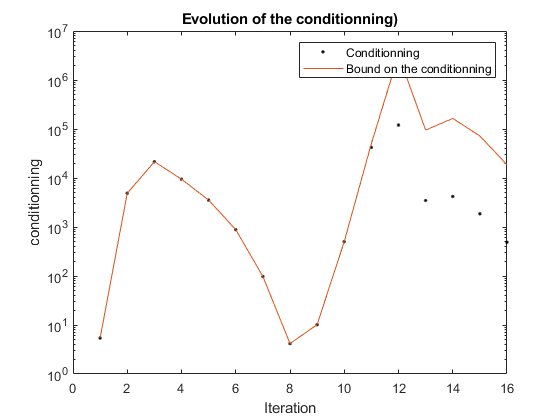 Evolution of the conditionning)
10^7
10^6
10^5
10^4
10^3
10^2
10^1
10^0
conditionning
Conditionning
Bound on the conditionning
0 2 4 6 8 10 12 14 16
Iteration